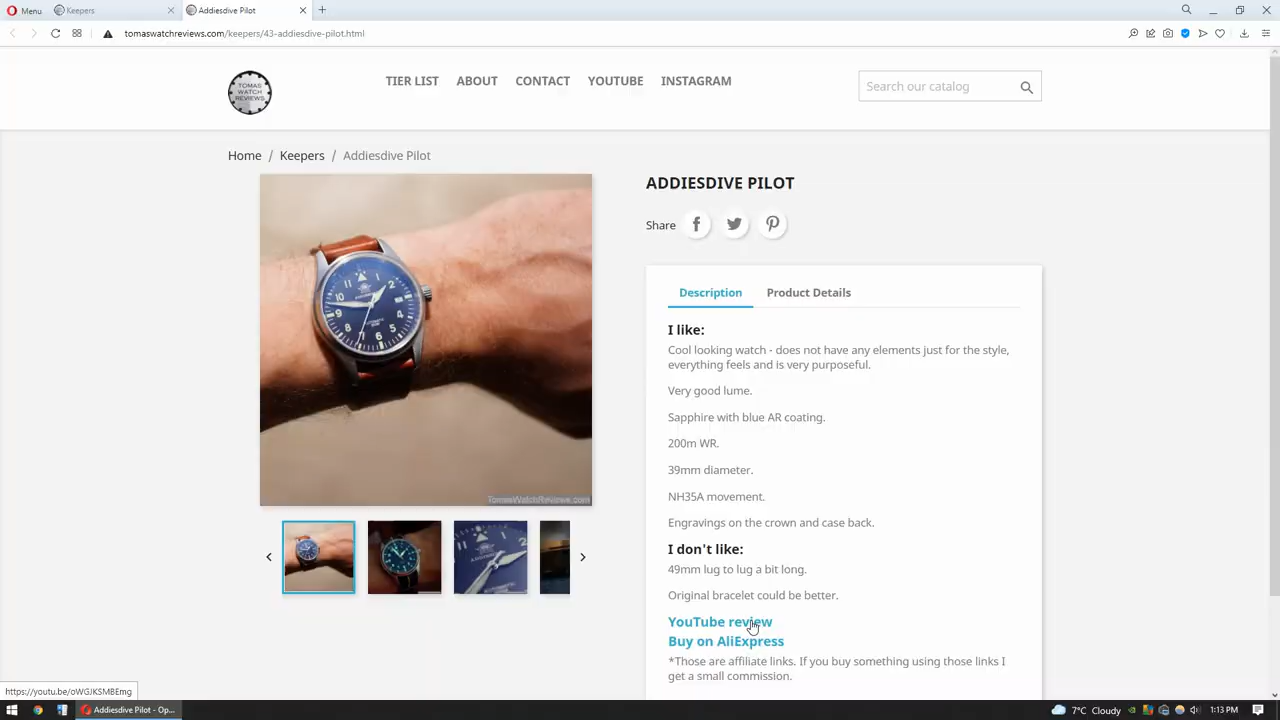 Menu
Keepers
Addiesdive Pilot
tomaswatchreviews.com/keepers/43-addiesdive-pilot.html
TOMAS
WATCH
REVIEWS
TIER LIST
ABOUT
CONTACT
YOUTUBE
INSTAGRAM
Search our catalog
Home / Keepers / Addiesdive Pilot
TomasWatchReviews.com
ADDIESDIVE PILOT
Share
Description
Product Details
I like:
Cool looking watch - does not have any elements just for the style,
everything feels and is very purposeful.
Very good lume.
Sapphire with blue AR coating.
200m WR.
39mm diameter.
NH35A movement.
Engravings on the crown and case back.
I don't like:
49mm lug to lug a bit long.
Original bracelet could be better.
YouTube review
Buy on AliExpress
*Those are affiliate links. If you buy something using those links I
get a small commission.
Addiesdive Pilot - Op...
7°C Cloudy
1:13 PM